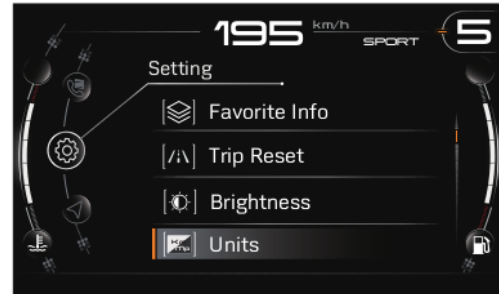 195 km/h
SPORT
5
Setting
Favorite Info
Trip Reset
Brightness
Units